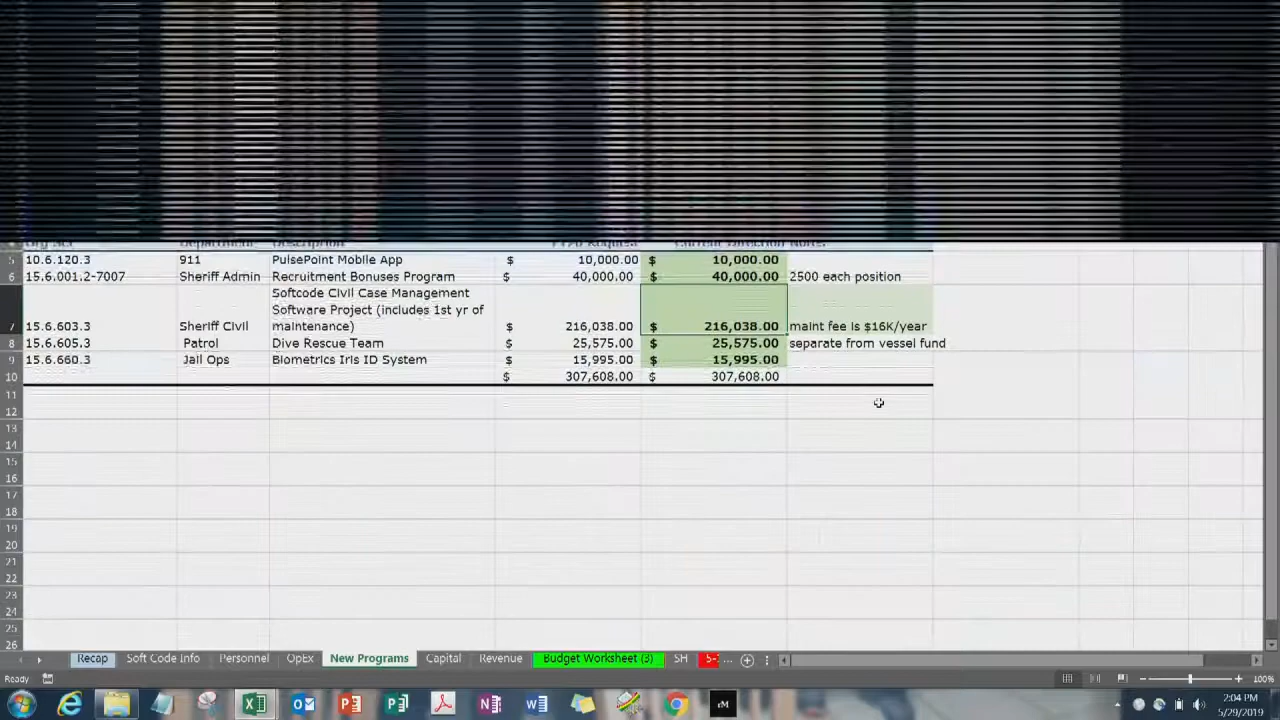 5 10.6.120.3 911 PulsePoint Mobile App $ 10,000.00 $ 10,000.00
6 15.6.001.2-7007 Sheriff Admin Recruitment Bonuses Program $ 40,000.00 $ 40,000.00 2500 each position
Softcode Civil Case Management
Software Project (includes 1st yr of
7 15.6.603.3 Sheriff Civil maintenance) $ 216,038.00 $ 216,038.00 maint fee is $16K/year
8 15.6.605.3 Patrol Dive Rescue Team $ 25,575.00 $ 25,575.00 separate from vessel fund
9 15.6.660.3 Jail Ops Biometrics Iris ID System $ 15,995.00 $ 15,995.00
10 $ 307,608.00 $ 307,608.00
11
12
13
14
15
16
17
18
19
20
21
22
23
24
25
26
Recap Soft Code Info Personnel OpEx New Programs Capital Revenue Budget Worksheet (3) SH 5- ...
Ready 100%
2:04 PM
5/29/2019